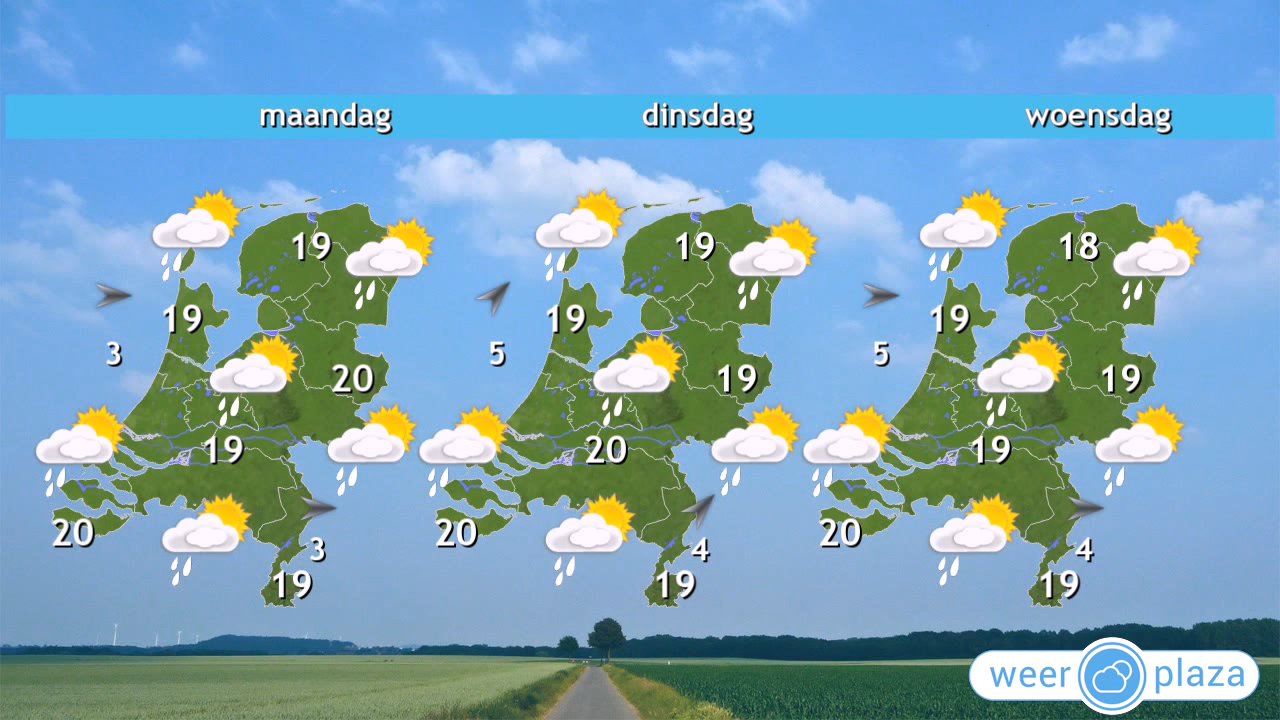 maandag dinsdag woensdag
19 19 18
19 19 19
3 5 5
20 19 19
19 20 19
20 20 20
3 4 4
19 19 19
weer plaza